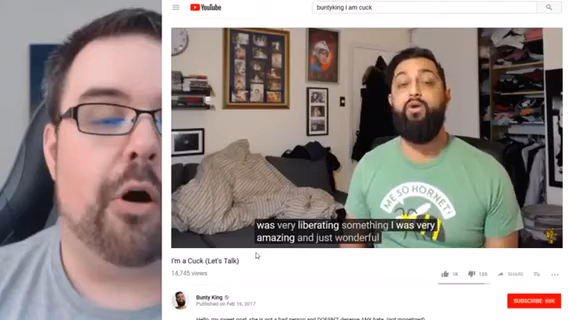 YouTube
buntyking I am cuck
ME SO HORNET!
was very liberating something I was very
amazing and just wonderful
I'm a Cuck (Let's Talk)
14,745 views
1K
SHARE
Bunty King
Published on Feb 16, 2017
SUBSCRIBE